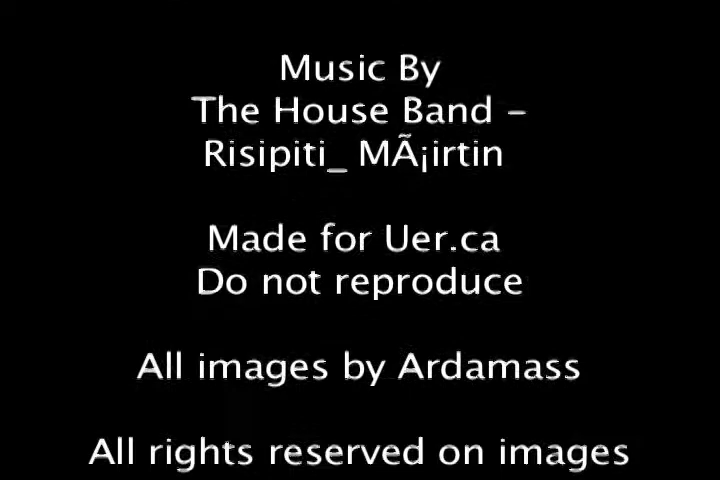 Music By
The House Band -
Risipiti_ MÃ¡irtin
Made for Uer.ca
Do not reproduce
All images by Ardamass
All rights reserved on images